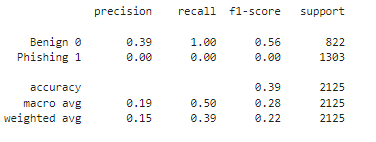 precision recall f1-score support
Benign 0 0.39 1.00 0.56 822
Phishing 1 0.00 0.00 0.00 1303
accuracy 0.39 2125
macro avg 0.19 0.50 0.28 2125
weighted avg 0.15 0.39 0.22 2125